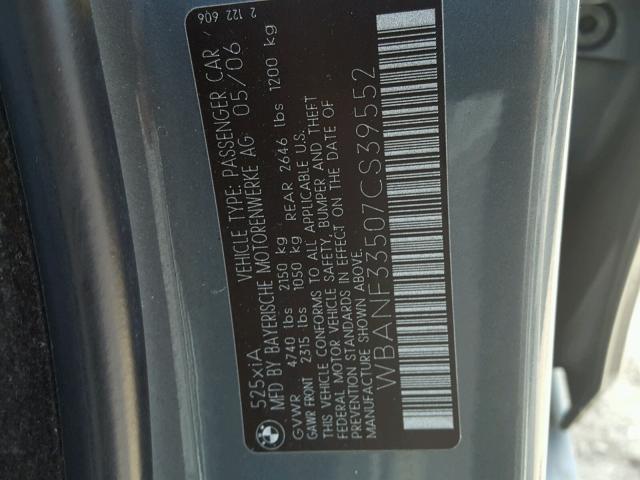 525xiA VEHICLE TYPE: PASSENGER CAR /
MFD BY BAYERISCHE MOTORENWERKE AG 05/06
GVWR 4740 lbs 2150 kg REAR 2646 lbs 1200 kg
GAWR FRONT 2315 lbs 1050 kg
THIS VEHICLE CONFORMS TO ALL APPLICABLE U.S.
FEDERAL MOTOR VEHICLE SAFETY, BUMPER AND THEFT
PREVENTION STANDARDS IN EFFECT ON THE DATE OF
MANUFACTURE SHOWN ABOVE.
WBANF33507CS39552
2 122 606